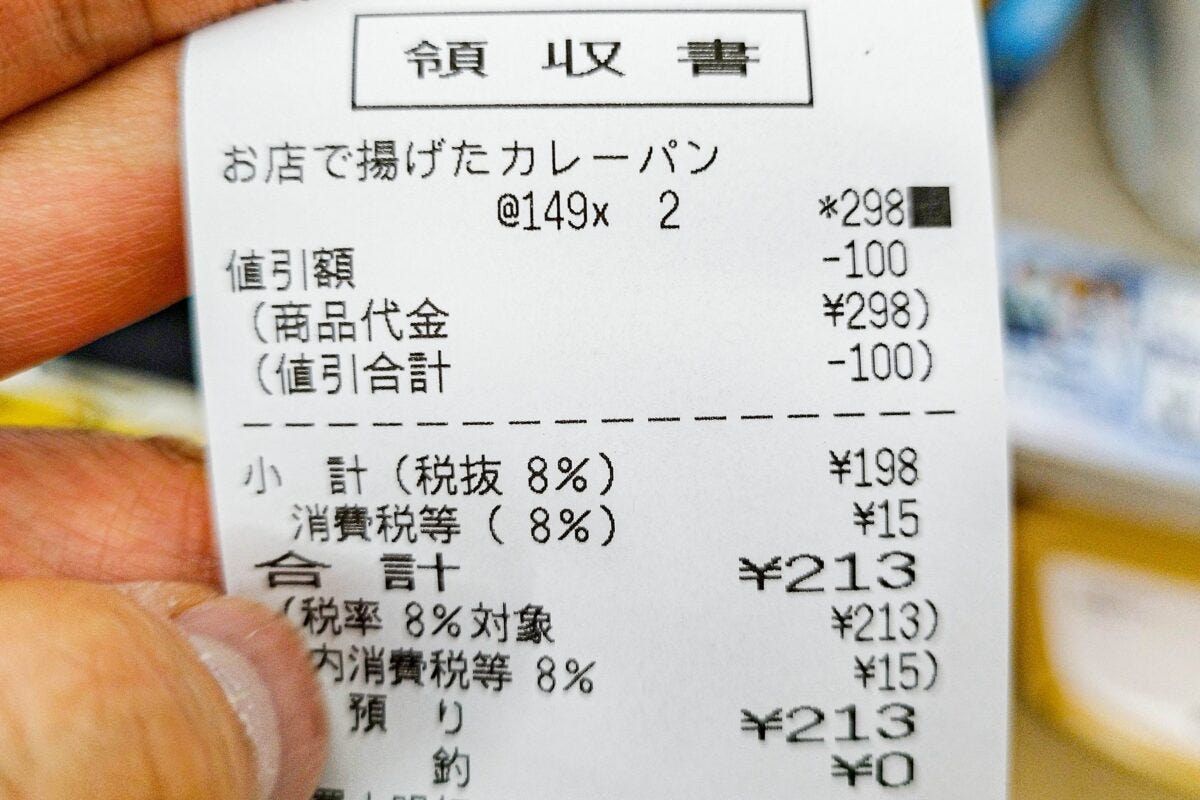 領収書
お店で揚げたカレーパン
@149x 2 *298
値引額 -100
(商品代金 ¥298)
(値引合計 -100)
小 計(税抜 8%) ¥198
消費税等( 8%) ¥15
合 計 ¥213
(税率 8%対象 ¥213)
内消費税等 8% ¥15)
預り ¥213
釣 ¥0